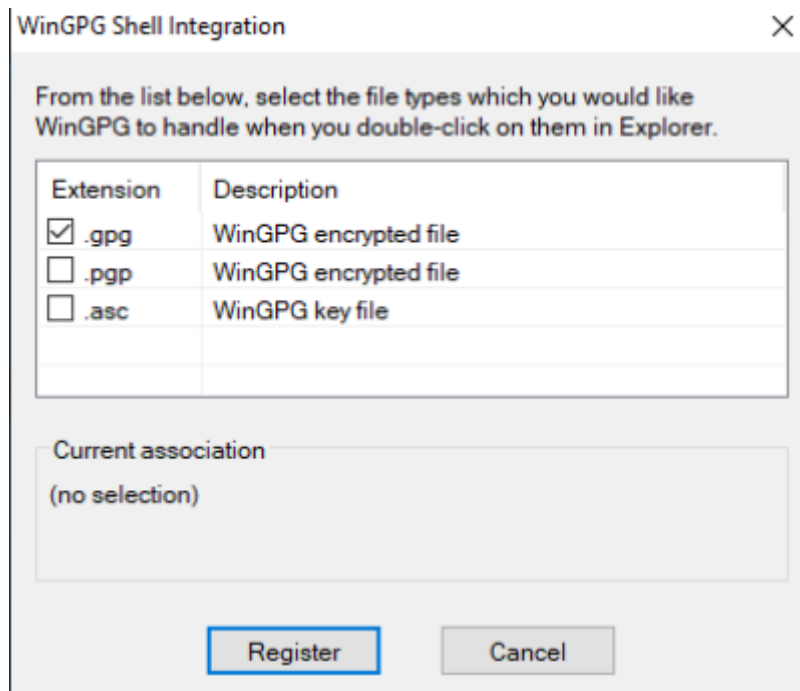 WinGPG Shell Integration
From the list below, select the file types which you would like
WinGPG to handle when you double-click on them in Explorer.
Extension Description
.gpg WinGPG encrypted file
.pgp WinGPG encrypted file
.asc WinGPG key file
Current association
(no selection)
Register Cancel